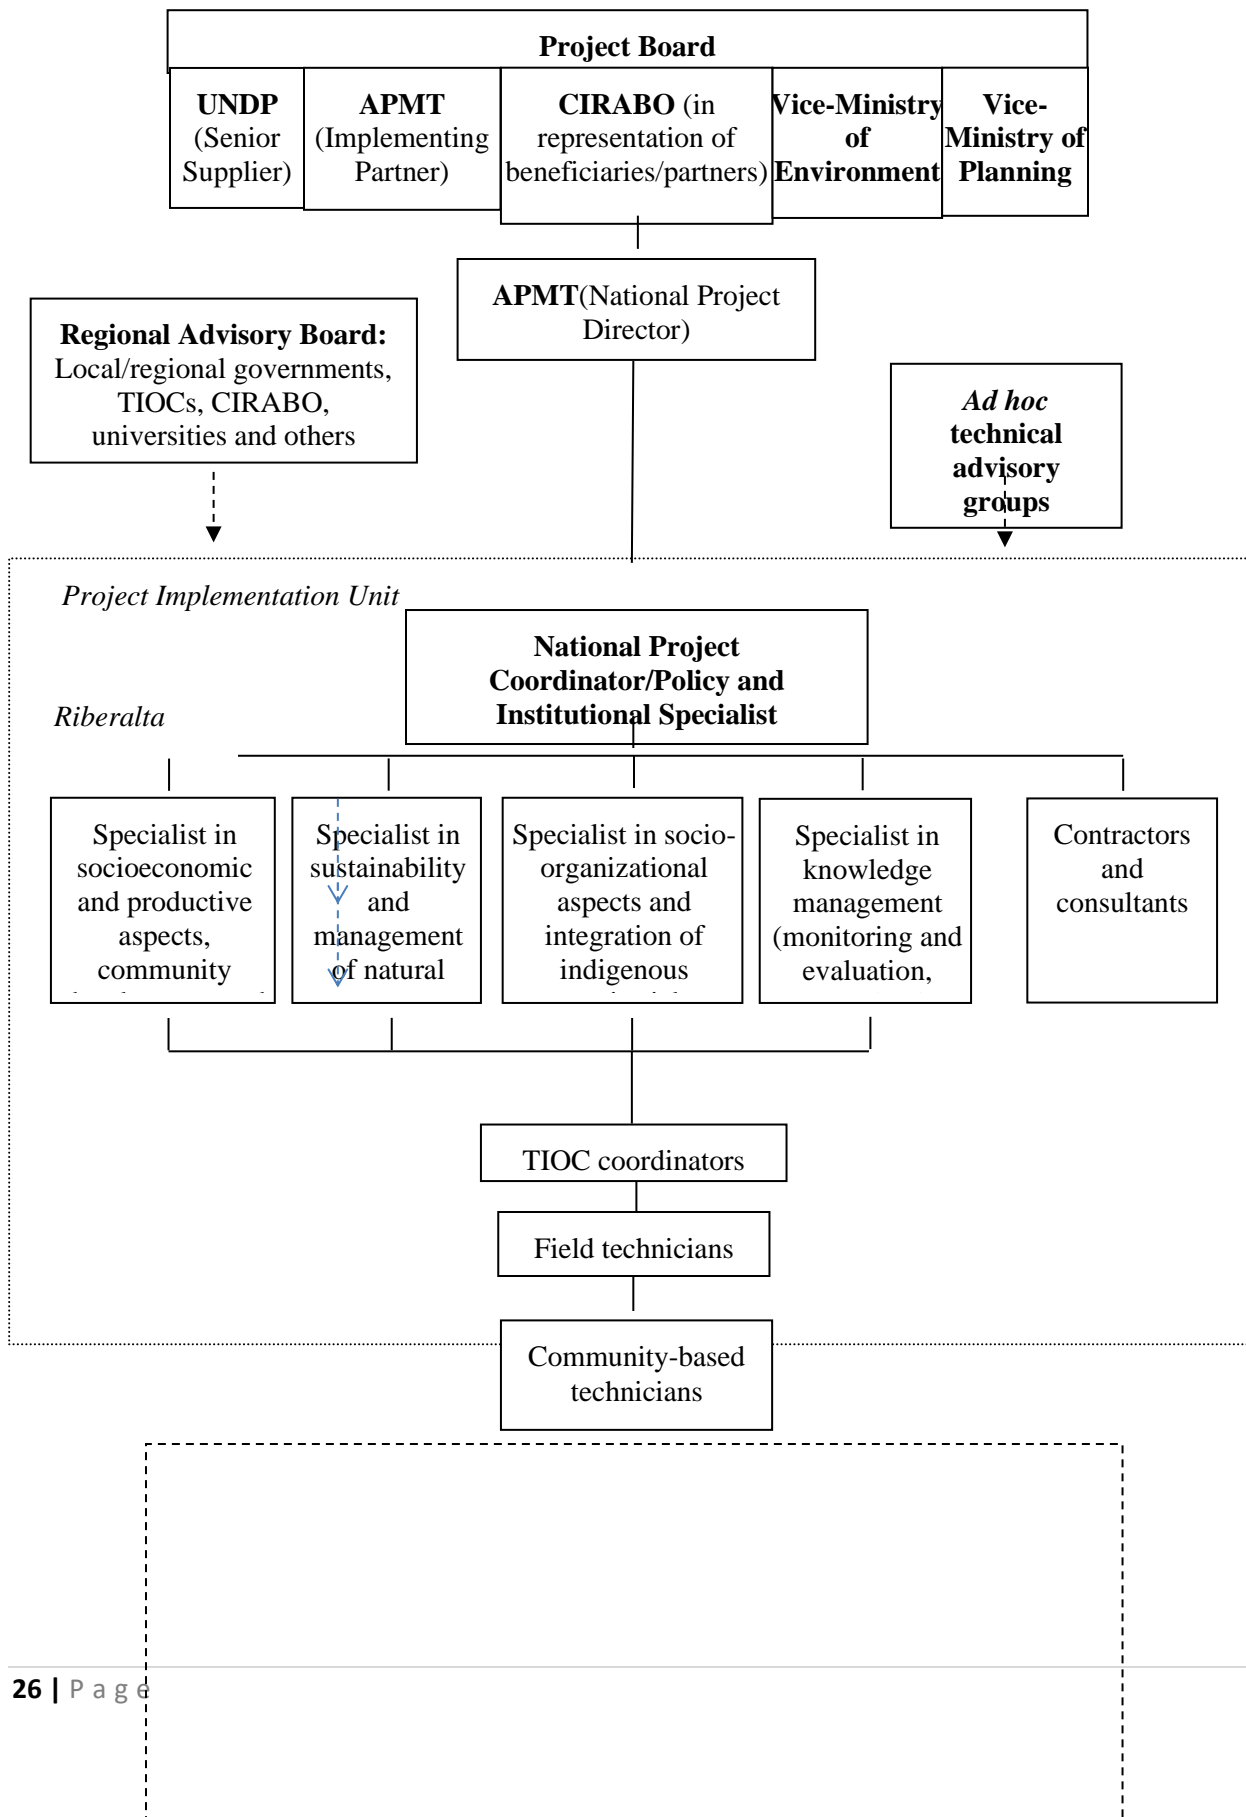 Project Board
UNDP
(Senior
Supplier)
APMT
(Implementing
Partner)
CIRABO (in
representation of
beneficiaries/partners)
Vice-Ministry
of
Environment
Vice-
Ministry of
Planning
APMT(National Project
Director)
Regional Advisory Board:
Local/regional governments,
TIOCs, CIRABO,
universities and others
Ad hoc
technical
advisory
groups
Project Implementation Unit
National Project
Coordinator/Policy and
Institutional Specialist
Riberalta
Specialist in
socioeconomic
and productive
aspects,
community
Specialist in
sustainability
and
management
of natural
Specialist in socio-
organizational
aspects and
integration of
indigenous
Specialist in
knowledge
management
(monitoring and
evaluation,
Contractors
and
consultants
TIOC coordinators
Field technicians
Community-based
technicians
26 | Page